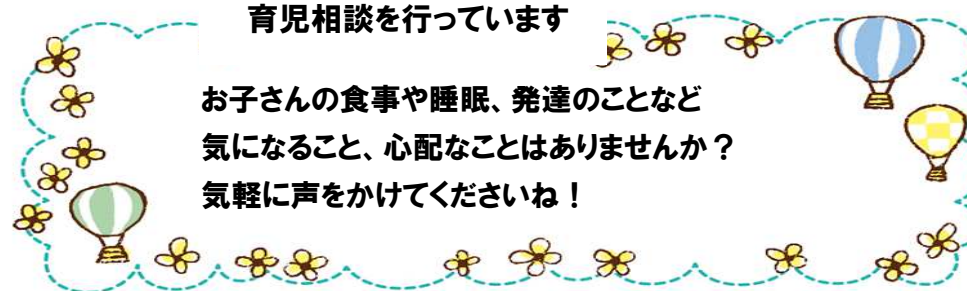 育児相談を行っています
お子さんの食事や睡眠、発達のことなど
気になること、心配なことはありませんか？
気軽に声をかけてくださいね！